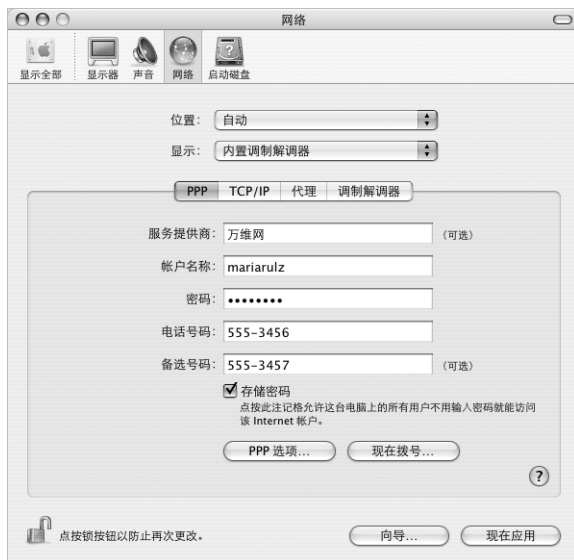 网络
显示全部 显示器 声音 网络 启动磁盘
位置: 自动
显示: 内置调制解调器
PPP TCP/IP 代理 调制解调器
服务提供商: 万维网 (可选)
帐户名称: mariarulz
密码: ••••••••
电话号码: 555-3456
备选号码: 555-3457 (可选)
存储密码
点按此注记格允许这台电脑上的所有用户不用输入密码就能访问
该 Internet 帐户。
PPP 选项... 现在拨号...
?
点按锁按钮以防止再次更改。 向导... 现在应用